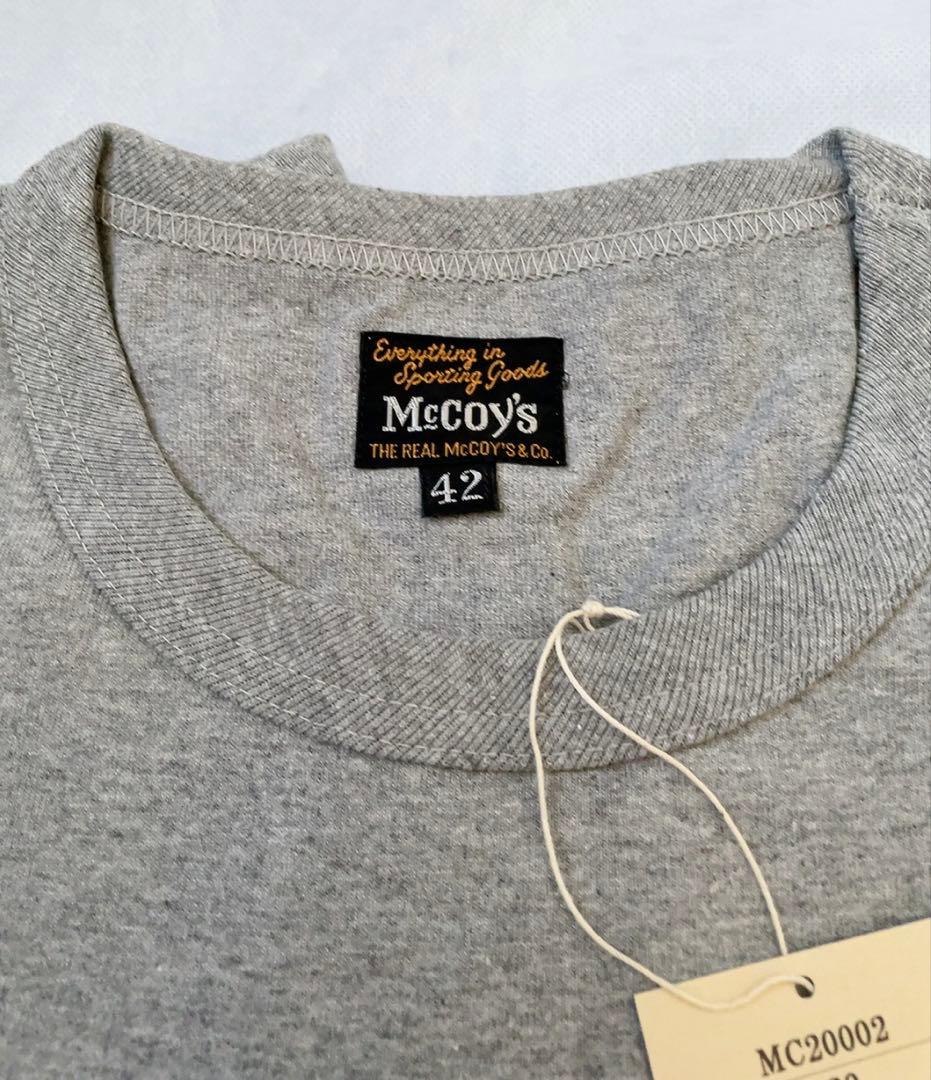 Everything in
Sporting Goods
McCoy's
THE REAL McCOY'S & Co.
42
MC20002